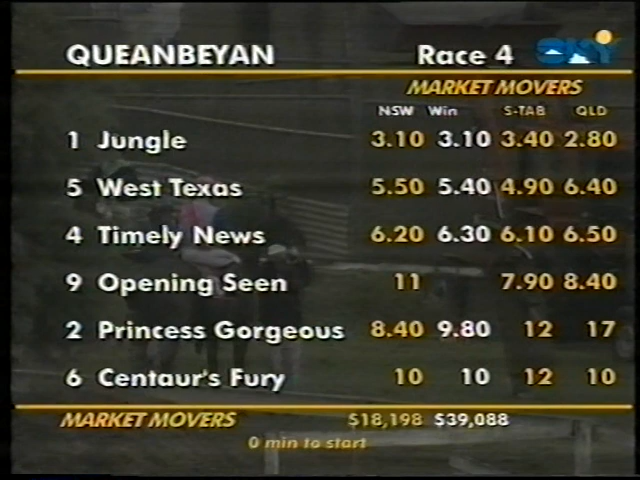 QUEANBEYAN Race 4 SKY
MARKET MOVERS
NSW Win S-TAB QLD
1 Jungle 3.10 3.10 3.40 2.80
5 West Texas 5.50 5.40 4.90 6.40
4 Timely News 6.20 6.30 6.10 6.50
9 Opening Seen 11 7.90 8.40
2 Princess Gorgeous 8.40 9.80 12 17
6 Centaur's Fury 10 10 12 10
MARKET MOVERS $18,198 $39,088
0 min to start